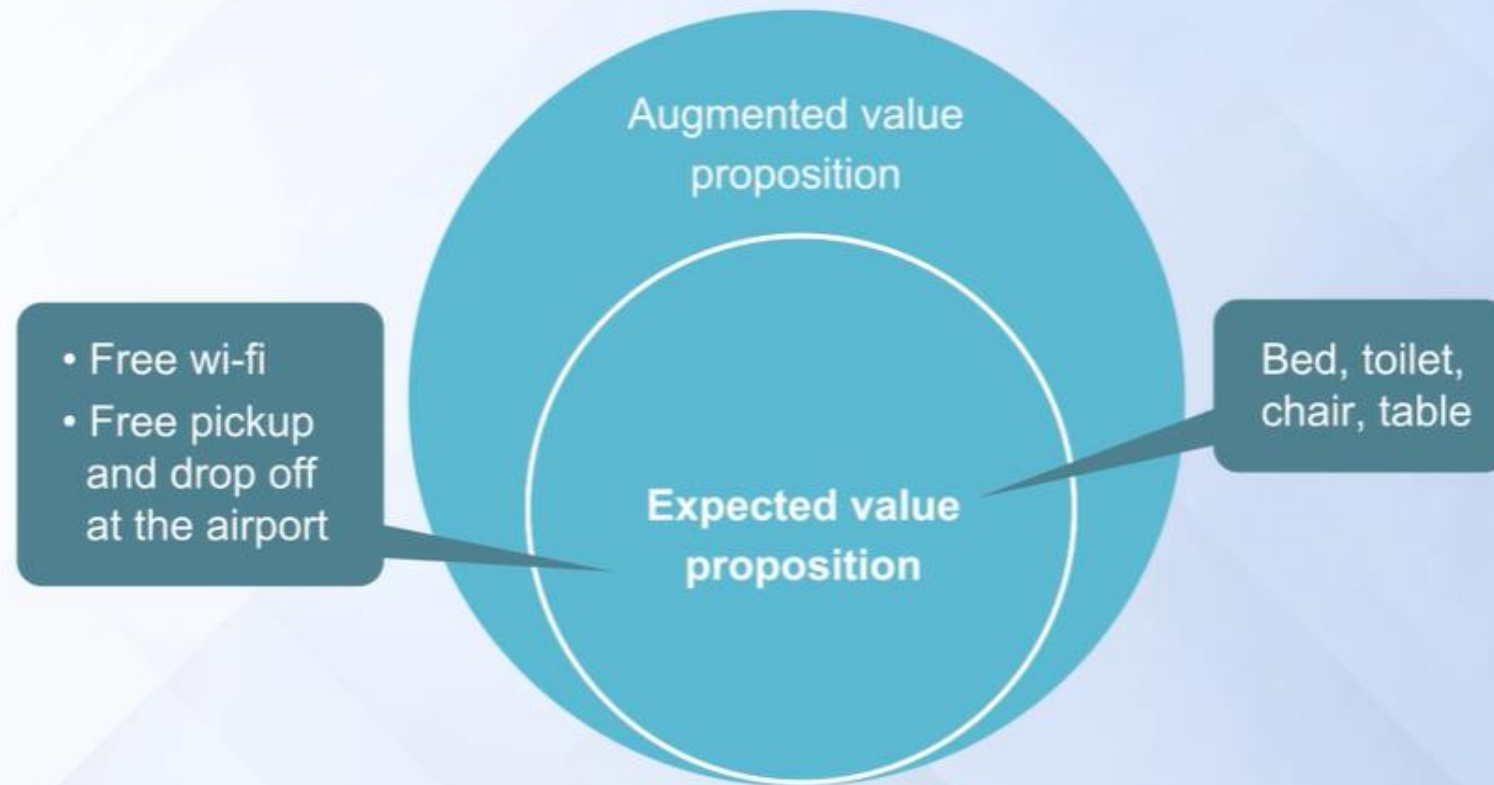 Augmented value
proposition
• Free wi-fi
• Free pickup
and drop off
at the airport
Bed, toilet,
chair, table
Expected value
proposition